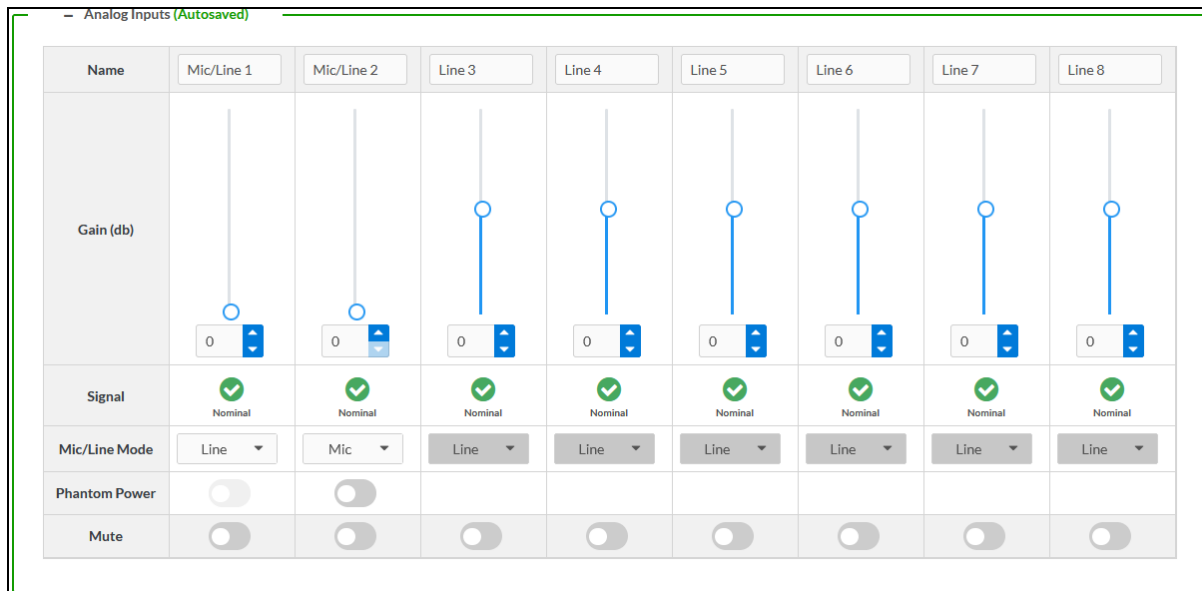 – Analog Inputs (Autosaved)
Name Mic/Line 1 Mic/Line 2 Line 3 Line 4 Line 5 Line 6 Line 7 Line 8
Gain (db)
0 0 0 0 0 0 0 0
Signal
Nominal Nominal Nominal Nominal Nominal Nominal Nominal Nominal
Mic/Line Mode Line Mic Line Line Line Line Line Line
Phantom Power
Mute